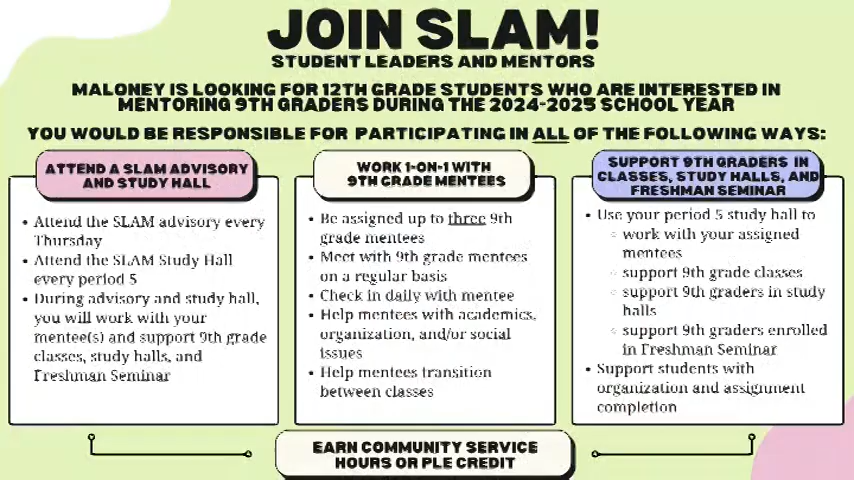 JOIN SLAM!
STUDENT LEADERS AND MENTORS
MALONEY IS LOOKING FOR 12TH GRADE STUDENTS WHO ARE INTERESTED IN
MENTORING 9TH GRADERS DURING THE 2024-2025 SCHOOL YEAR
YOU WOULD BE RESPONSIBLE FOR PARTICIPATING IN ALL OF THE FOLLOWING WAYS:
ATTEND A SLAM ADVISORY
AND STUDY HALL
• Attend the SLAM advisory every
Thursday
• Attend the SLAM Study Hall
every period 5
• During advisory and study hall,
you will work with your
mentee(s) and support 9th grade
classes, study halls, and
Freshman Seminar
WORK 1-ON-1 WITH
9TH GRADE MENTEES
• Be assigned up to three 9th
grade mentees
• Meet with 9th grade mentees
on a regular basis
• Check in daily with mentee
• Help mentees with academics,
organization, and/or social
issues
• Help mentees transition
between classes
SUPPORT 9TH GRADERS IN
CLASSES, STUDY HALLS, AND
FRESHMAN SEMINAR
• Use your period 5 study hall to
◦ work with your assigned
mentees
◦ support 9th grade classes
◦ support 9th graders in study
halls
◦ support 9th graders enrolled
in Freshman Seminar
• Support students with
organization and assignment
completion
EARN COMMUNITY SERVICE
HOURS OR PLE CREDIT